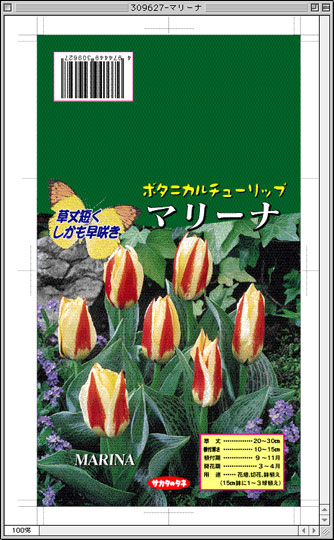 309627-マリーナ
4 974449 309627
ボタニカルチューリップ
マリーナ
草丈短く
しかも早咲き
MARINA
サカタのタネ
草丈……………20〜30cm
植付深さ…………10〜15cm
植付期……………9〜11月
開花期……………3〜4月
用途……花壇、切花、鉢植え
(15cm鉢に1〜3球植え)
100%